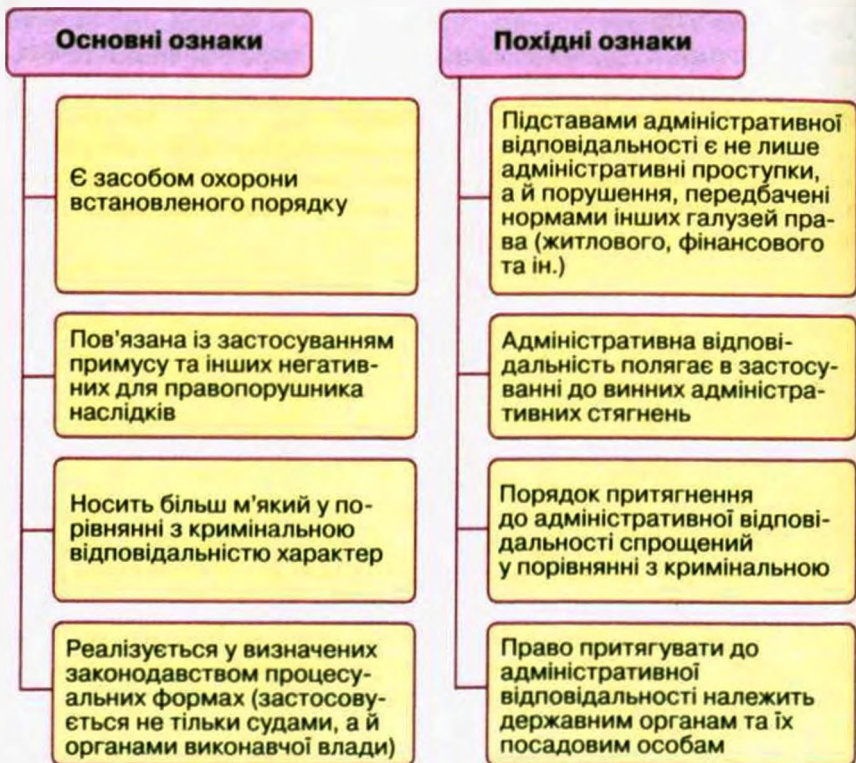 Основні ознаки
Є засобом охорони
встановленого порядку
Пов'язана із застосуванням
примусу та інших негатив-
них для правопорушника
наслідків
Носить більш м'який у по-
рівнянні з кримінальною
відповідальністю характер
Реалізується у визначених
законодавством процесу-
альних формах (застосову-
ється не тільки судами, а й
органами виконавчої влади)
Похідні ознаки
Підставами адміністративної
відповідальності є не лише
адміністративні проступки,
а й порушення, передбачені
нормами інших галузей пра-
ва (житлового, фінансового
та ін.)
Адміністративна відпові-
дальність полягає в застосу-
ванні до винних адміністра-
тивних стягнень
Порядок притягнення
до адміністративної відпові-
дальності спрощений
у порівнянні з кримінальною
Право притягувати до
адміністративної
відповідальності належить
державним органам та їх
посадовим особам